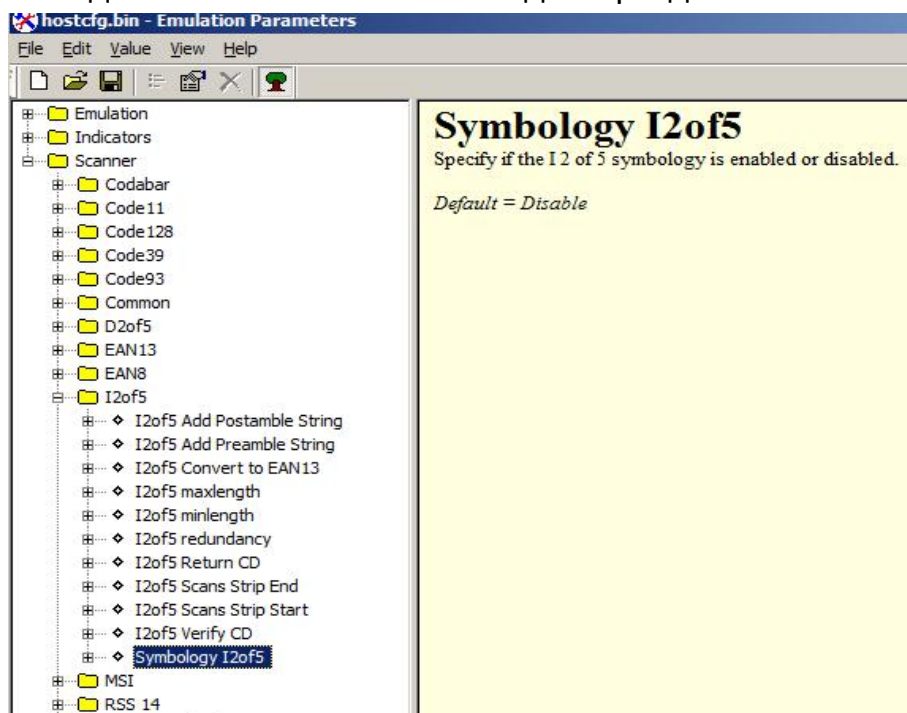 hostcfg.bin - Emulation Parameters
File Edit Value View Help
Emulation
Indicators
Scanner
Codabar
Code11
Code128
Code39
Code93
Common
D2of5
EAN13
EAN8
I2of5
I2of5 Add Postamble String
I2of5 Add Preamble String
I2of5 Convert to EAN13
I2of5 maxlength
I2of5 minlength
I2of5 redundancy
I2of5 Return CD
I2of5 Scans Strip End
I2of5 Scans Strip Start
I2of5 Verify CD
Symbology I2of5
MSI
RSS 14
Symbology I2of5
Specify if the I 2 of 5 symbology is enabled or disabled.
Default = Disable